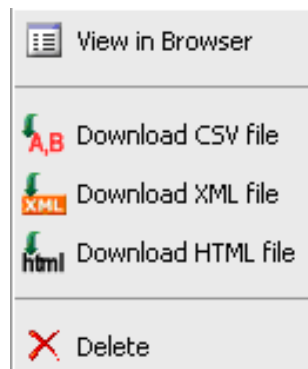 View in Browser
A,B Download CSV file
XML Download XML file
html Download HTML file
Delete